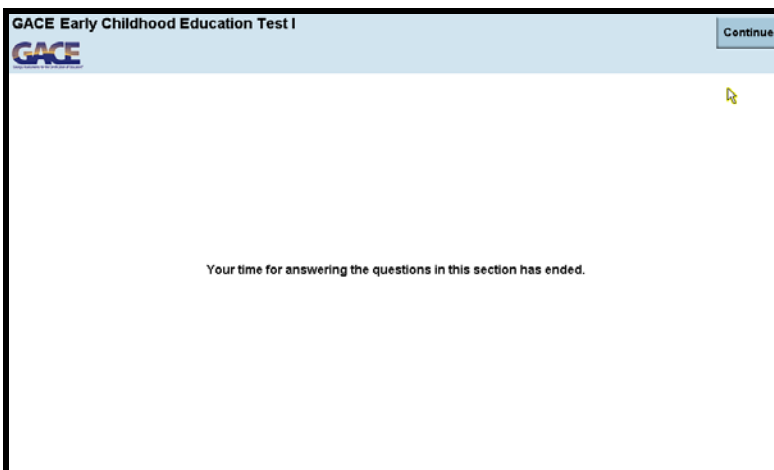 GACE Early Childhood Education Test I
Continue
GACE
Your time for answering the questions in this section has ended.